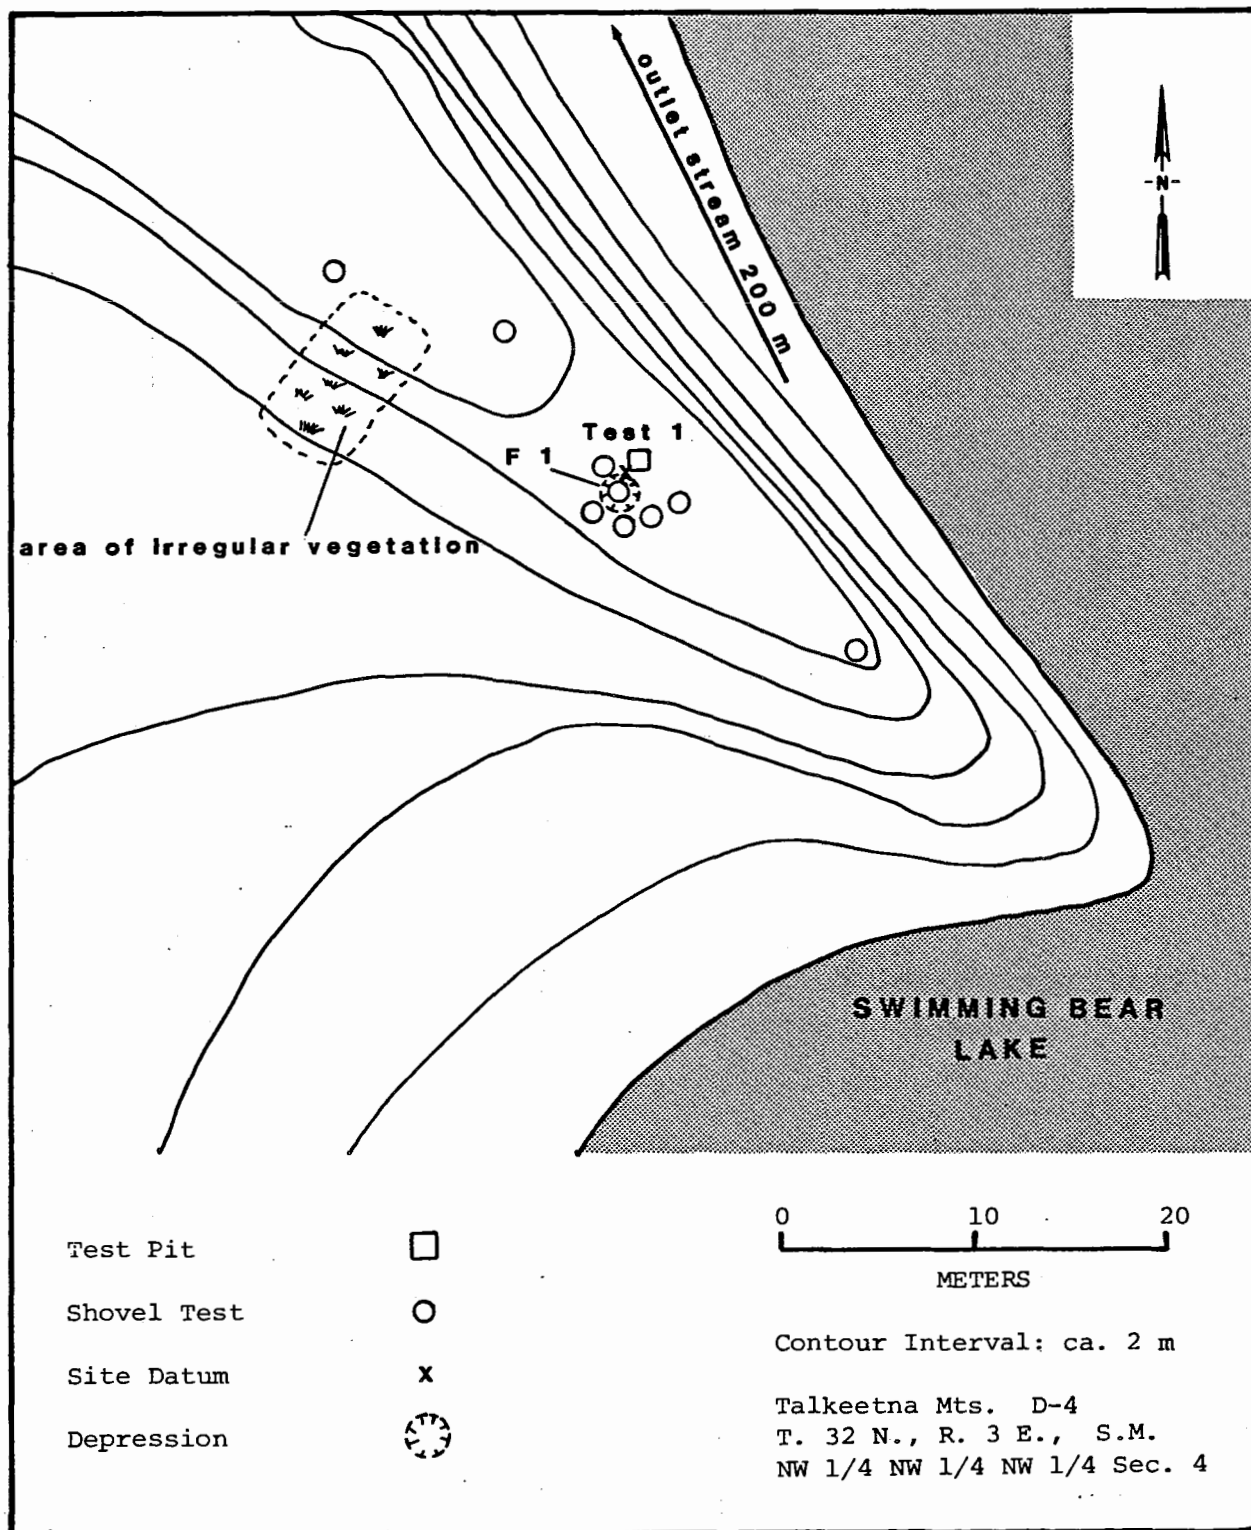 outlet stream 200 m
-N-
Test 1
F 1
area of irregular vegetation
SWIMMING BEAR
LAKE
Test Pit
Shovel Test
Site Datum x
Depression
0 10 20
METERS
Contour Interval: ca. 2 m
Talkeetna Mts. D-4
T. 32 N., R. 3 E., S.M.
NW 1/4 NW 1/4 NW 1/4 Sec. 4